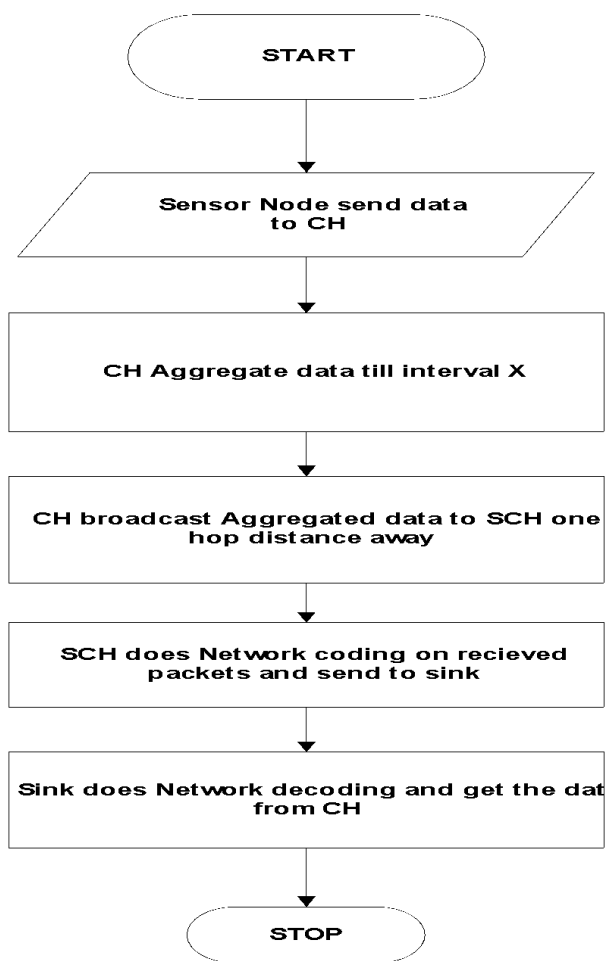 START
Sensor Node send data
to CH
CH Aggregate data till interval X
CH broadcast Aggregated data to SCH one
hop distance away
SCH does Network coding on recieved
packets and send to sink
Sink does Network decoding and get the dat
from CH
STOP